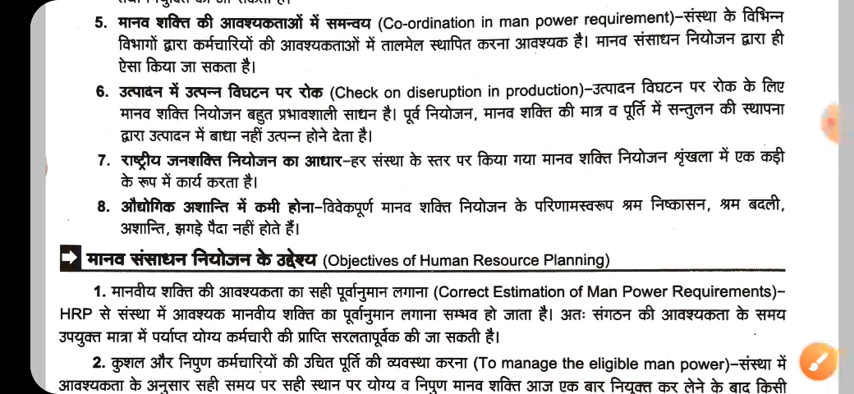 5. मानव शक्ति की आवश्यकताओं में समन्वय (Co-ordination in man power requirement)–संस्था के विभिन्न
विभागों द्वारा कर्मचारियों की आवश्यकताओं में तालमेल स्थापित करना आवश्यक है। मानव संसाधन नियोजन द्वारा ही
ऐसा किया जा सकता है।
6. उत्पादन में उत्पन्न विघटन पर रोक (Check on diseruption in production)–उत्पादन विघटन पर रोक के लिए
मानव शक्ति नियोजन बहुत प्रभावशाली साधन है। पूर्व नियोजन, मानव शक्ति की मात्र व पूर्ति में सन्तुलन की स्थापना
द्वारा उत्पादन में बाधा नहीं उत्पन्न होने देता है।
7. राष्ट्रीय जनशक्ति नियोजन का आधार–हर संस्था के स्तर पर किया गया मानव शक्ति नियोजन शृंखला में एक कड़ी
के रूप में कार्य करता है।
8. औद्योगिक अशान्ति में कमी होना–विवेकपूर्ण मानव शक्ति नियोजन के परिणामस्वरूप श्रम निष्कासन, श्रम बदली,
अशान्ति, झगड़े पैदा नहीं होते हैं।
मानव संसाधन नियोजन के उद्देश्य (Objectives of Human Resource Planning)
1. मानवीय शक्ति की आवश्यकता का सही पूर्वानुमान लगाना (Correct Estimation of Man Power Requirements)–
HRP से संस्था में आवश्यक मानवीय शक्ति का पूर्वानुमान लगाना सम्भव हो जाता है। अतः संगठन की आवश्यकता के समय
उपयुक्त मात्रा में पर्याप्त योग्य कर्मचारी की प्राप्ति सरलतापूर्वक की जा सकती है।
2. कुशल और निपुण कर्मचारियों की उचित पूर्ति की व्यवस्था करना (To manage the eligible man power)–संस्था में
आवश्यकता के अनुसार सही समय पर सही स्थान पर योग्य व निपुण मानव शक्ति आज एक बार नियुक्त कर लेने के बाद किसी